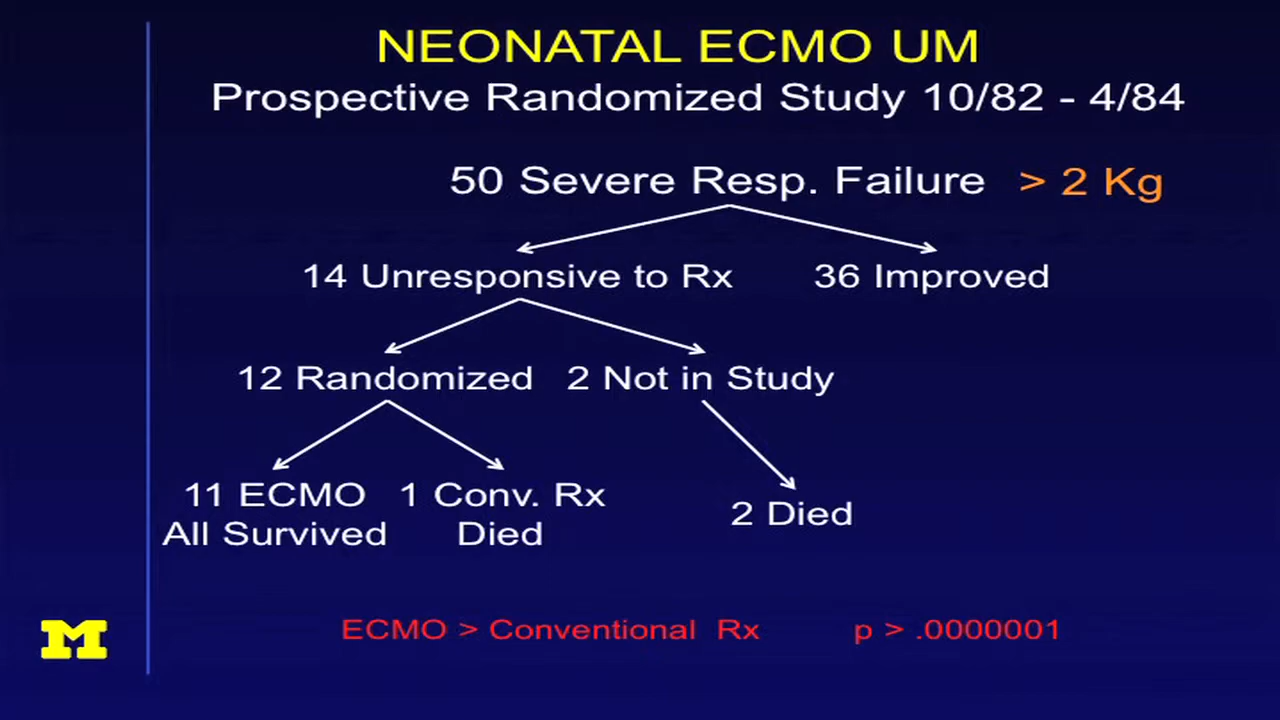 NEONATAL ECMO UM
Prospective Randomized Study 10/82 - 4/84
50 Severe Resp. Failure > 2 Kg
14 Unresponsive to Rx 36 Improved
12 Randomized 2 Not in Study
11 ECMO 1 Conv. Rx
All Survived Died
2 Died
M
ECMO > Conventional Rx p > .0000001